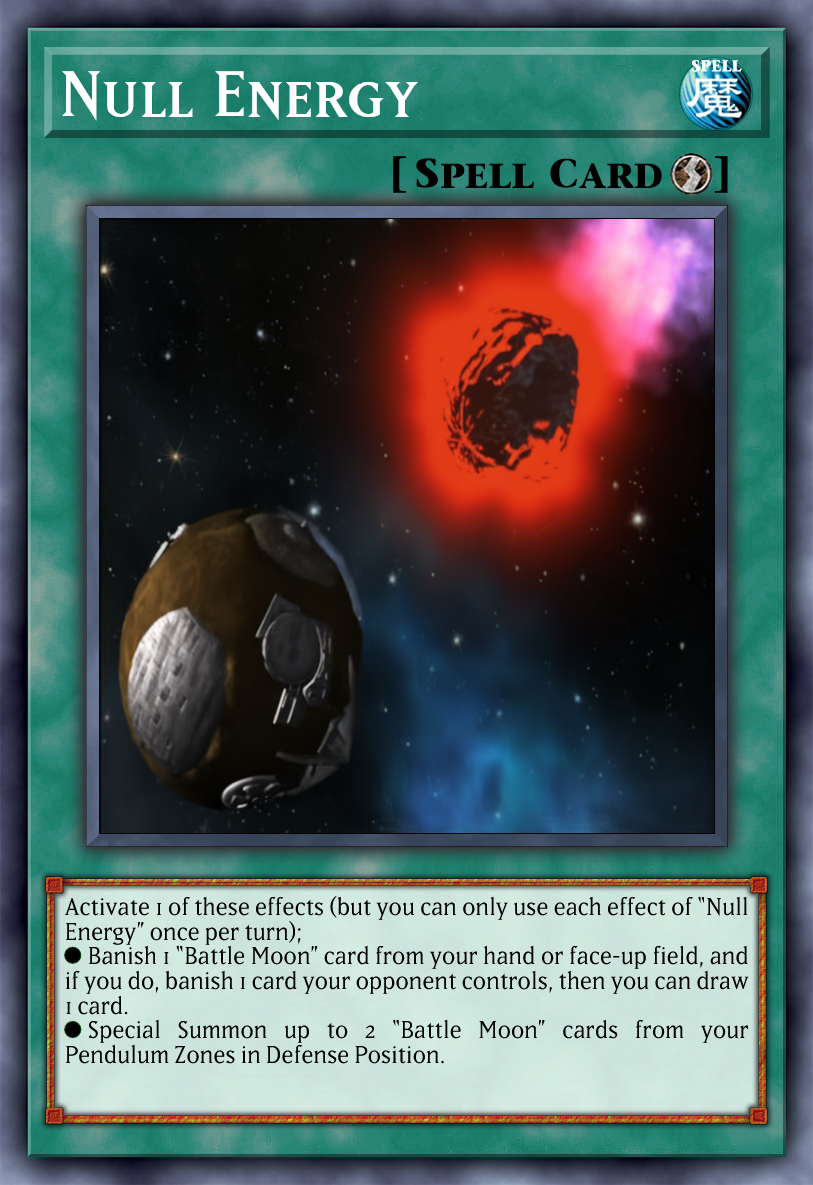 Null Energy
SPELL
魔
[ Spell Card ]
Activate 1 of these effects (but you can only use each effect of "Null
Energy" once per turn);
● Banish 1 "Battle Moon" card from your hand or face-up field, and
if you do, banish 1 card your opponent controls, then you can draw
1 card.
● Special Summon up to 2 "Battle Moon" cards from your
Pendulum Zones in Defense Position.